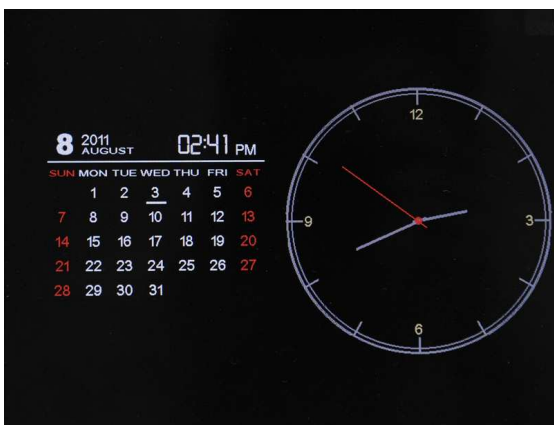 8 2011 AUGUST 02:41 PM
SUN MON TUE WED THU FRI SAT
1 2 3 4 5 6
7 8 9 10 11 12 13
14 15 16 17 18 19 20
21 22 23 24 25 26 27
28 29 30 31
12
9 3
6